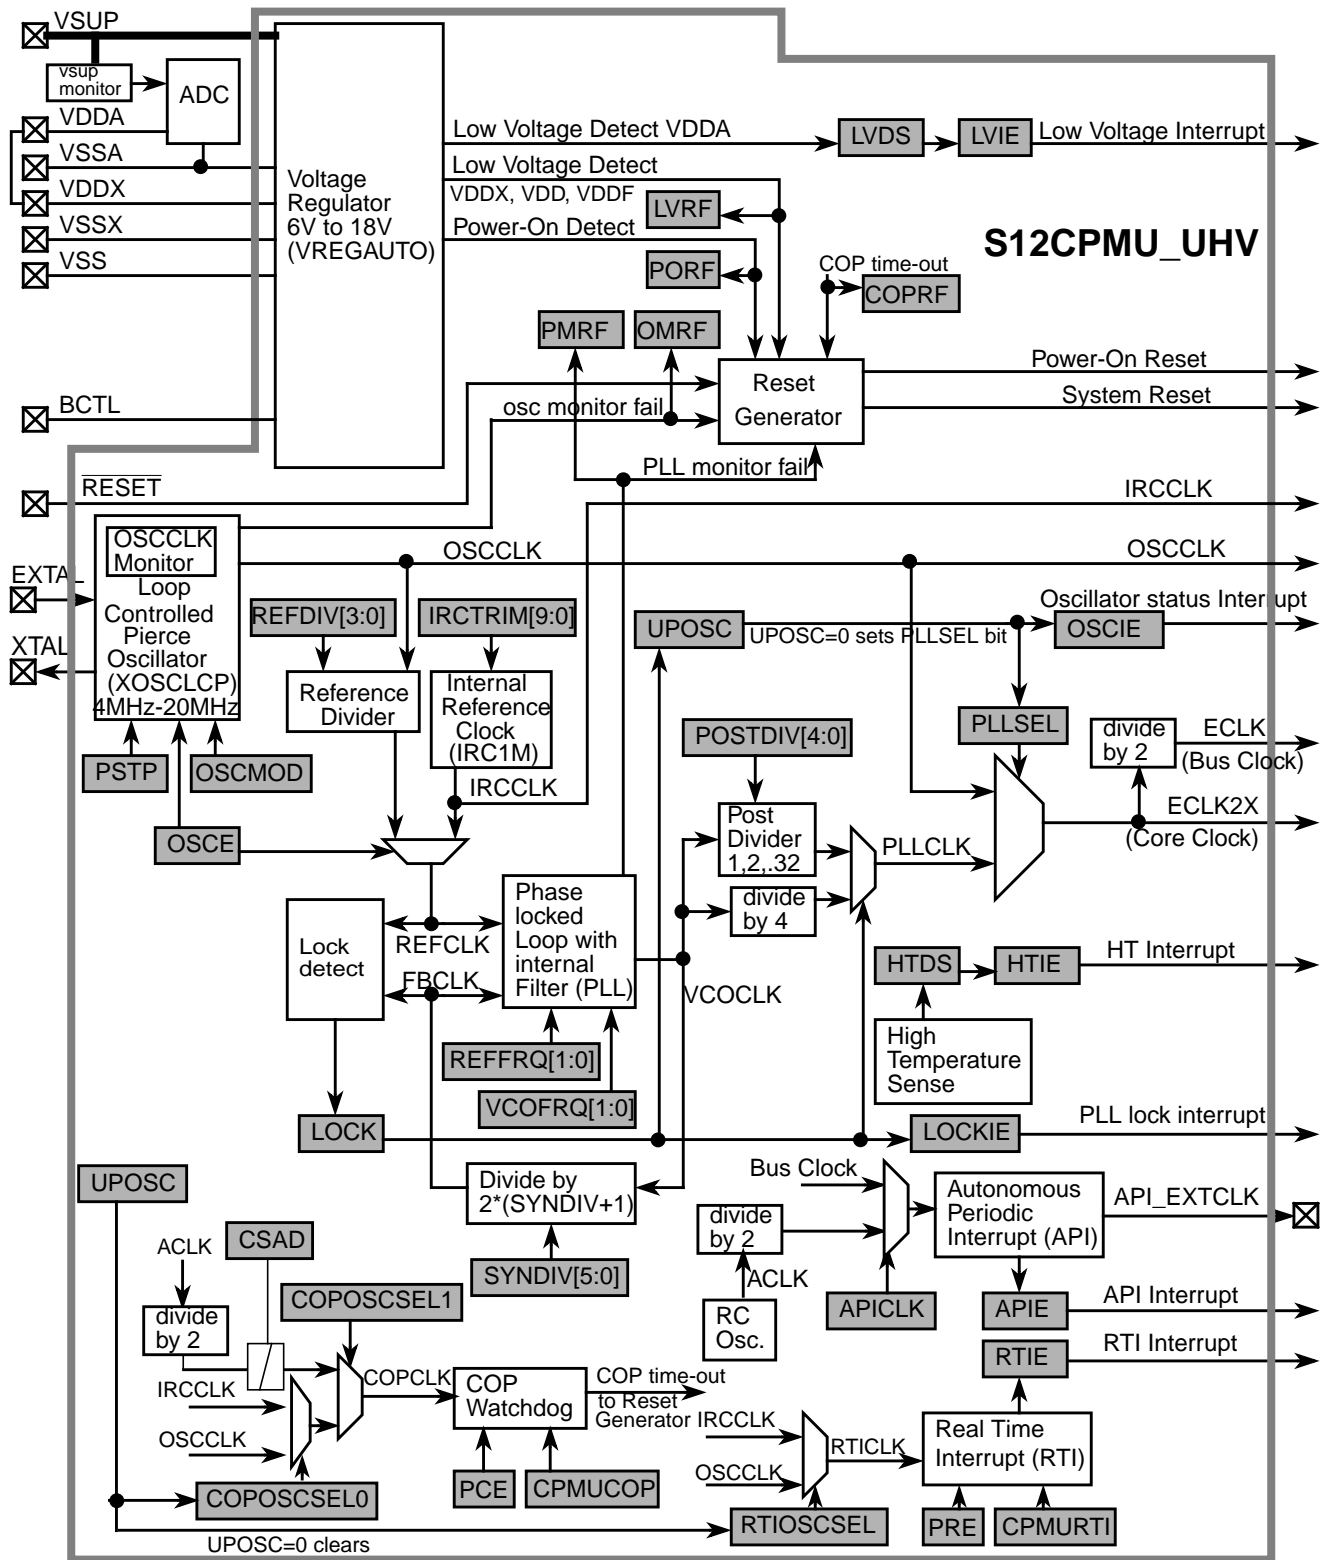 VSUP
vsup
monitor
ADC
VDDA
VSSA
VDDX
VSSX
VSS
BCTL
RESET
EXTAL
XTAL
Voltage
Regulator
6V to 18V
(VREGAUTO)
Low Voltage Detect VDDA
LVDS
LVIE
Low Voltage Interrupt
Low Voltage Detect
VDDX, VDD, VDDF
LVRF
Power-On Detect
PORF
S12CPMU_UHV
COP time-out
COPRF
PMRF
OMRF
Reset
Generator
Power-On Reset
System Reset
osc monitor fail
PLL monitor fail
IRCCLK
OSCCLK
Monitor
Loop
Controlled
Pierce
Oscillator
(XOSCLCP)
4MHz-20MHz
OSCCLK
OSCCLK
REFDIV[3:0]
IRCTRIM[9:0]
UPOSC
UPOSC=0 sets PLLSEL bit
Oscillator status Interrupt
OSCIE
Reference
Divider
Internal
Reference
Clock
(IRC1M)
PSTP
OSCMOD
OSCE
IRCCLK
POSTDIV[4:0]
PLLSEL
divide
by 2
ECLK
(Bus Clock)
ECLK2X
(Core Clock)
Post
Divider
1,2,.32
PLLCLK
divide
by 4
Lock
detect
REFCLK
FBCLK
Phase
locked
Loop with
internal
Filter (PLL)
VCOCLK
REFFRQ[1:0]
VCOFRQ[1:0]
HTDS
HTIE
HT Interrupt
High
Temperature
Sense
LOCK
LOCKIE
PLL lock interrupt
UPOSC
Divide by
2*(SYNDIV+1)
SYNDIV[5:0]
Bus Clock
divide
by 2
ACLK
RC
Osc.
APICLK
Autonomous
Periodic
Interrupt (API)
API_EXTCLK
APIE
API Interrupt
RTIE
RTI Interrupt
ACLK
CSAD
divide
by 2
COPOSCSEL1
IRCCLK
OSCCLK
COPCLK
COP
Watchdog
COP time-out
to Reset
Generator
COPOSCSEL0
PCE
CPMUCOP
IRCCLK
OSCCLK
RTICLK
Real Time
Interrupt (RTI)
RTIOSCSEL
PRE
CPMURTI
UPOSC=0 clears